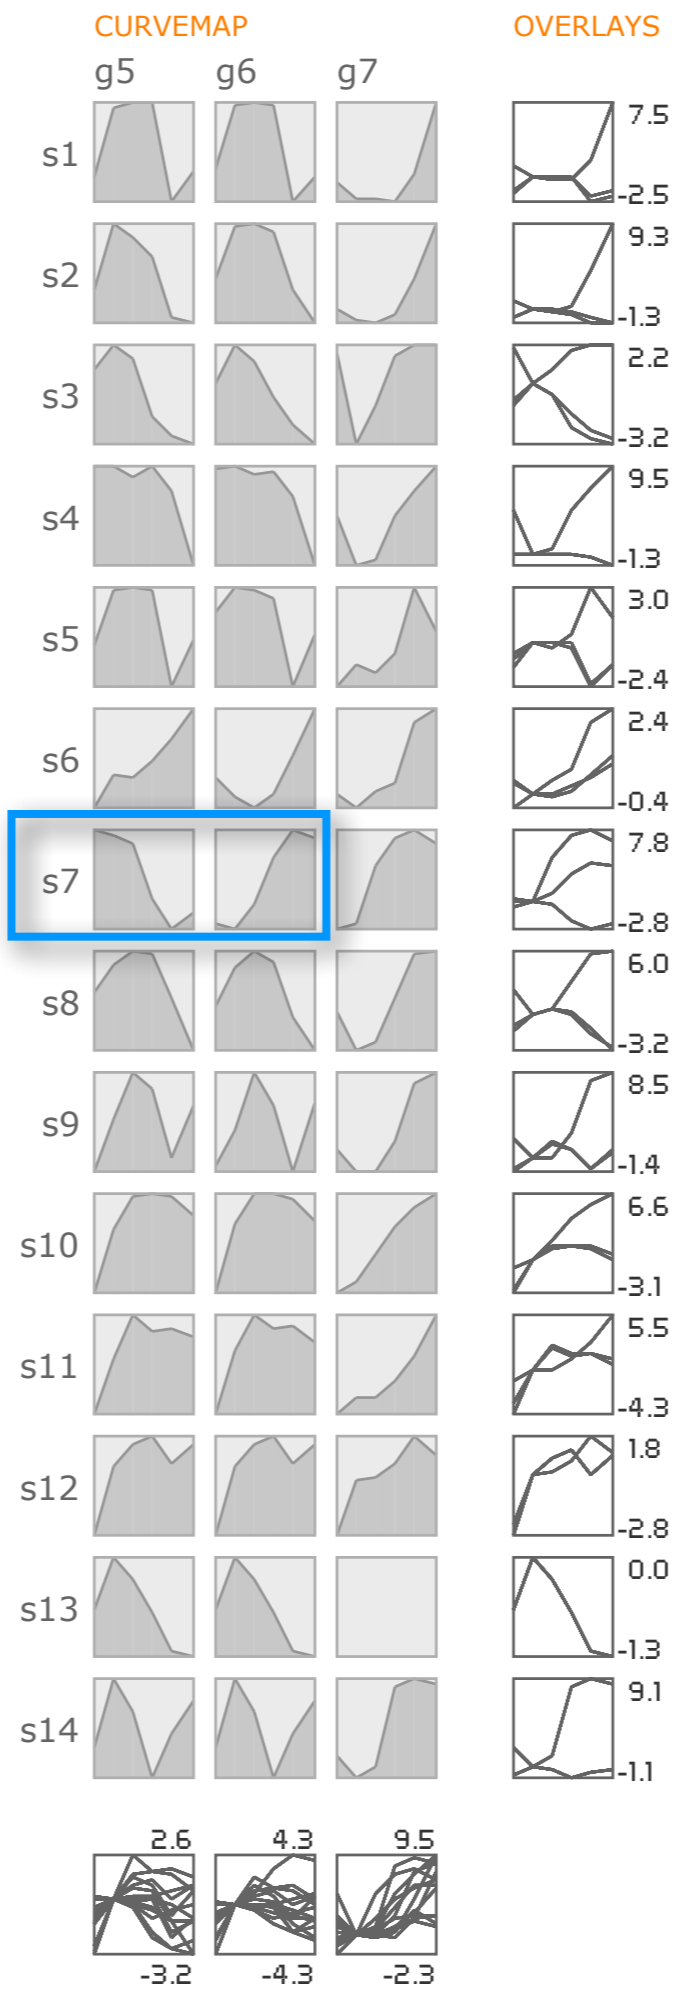 CURVEMAP OVERLAYS
g5 g6 g7
s1 7.5
-2.5
s2 9.3
-1.3
s3 2.2
-3.2
s4 9.5
-1.3
s5 3.0
-2.4
s6 2.4
-0.4
s7 7.8
-2.8
s8 6.0
-3.2
s9 8.5
-1.4
s10 6.6
-3.1
s11 5.5
-4.3
s12 1.8
-2.8
s13 0.0
-1.3
s14 9.1
-1.1
2.6 4.3 9.5
-3.2 -4.3 -2.3